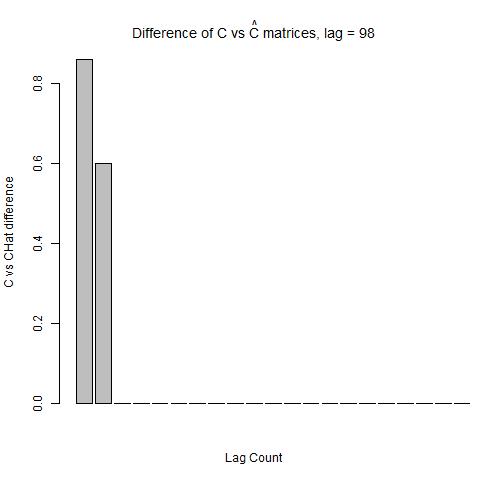 Difference of C vs Ĉ matrices, lag = 98
C vs CHat difference
0.8
0.6
0.4
0.2
0.0
Lag Count